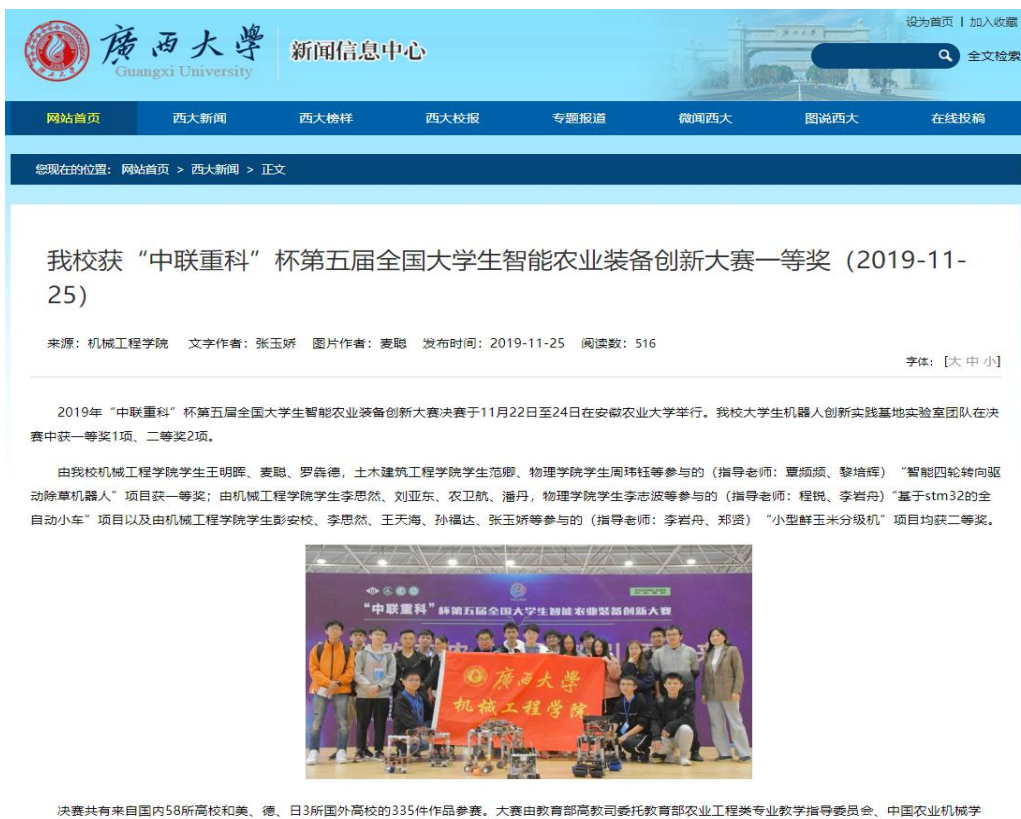 设为首页 | 加入收藏
廣西大學
Guangxi University
新闻信息中心
全文检索
网站首页 西大新闻 西大榜样 西大校报 专题报道 微闻西大 图说西大 在线投稿
您现在的位置： 网站首页 > 西大新闻 > 正文
我校获“中联重科”杯第五届全国大学生智能农业装备创新大赛一等奖（2019-11-
25）
来源：机械工程学院 文字作者：张玉娇 图片作者：麦聪 发布时间：2019-11-25 阅读数：516
字体：[大 中 小]
2019年“中联重科”杯第五届全国大学生智能农业装备创新大赛决赛于11月22日至24日在安徽农业大学举行。我校大学生机器人创新实践基地实验室团队在决
赛中获一等奖1项、二等奖2项。
由我校机械工程学院学生王明晖、麦聪、罗犇德，土木建筑工程学院学生范卿、物理学院学生周玮钰等参与的（指导老师：覃频频、黎培辉）“智能四轮转向驱
动除草机器人”项目获一等奖；由机械工程学院学生李思然、刘亚东、农卫航、潘丹，物理学院学生李志波等参与的（指导老师：程锐、李岩舟）“基于stm32的全
自动小车”项目以及由机械工程学院学生彭安校、李思然、王天海、孙福达、张玉娇等参与的（指导老师：李岩舟、郑贤）“小型鲜玉米分级机”项目均获二等奖。
“中联重科”杯第五届全国大学生智能农业装备创新大赛
廣西大學
机械工程学院
决赛共有来自国内58所高校和美、德、日3所国外高校的335件作品参赛。大赛由教育部高教司委托教育部农业工程类专业教学指导委员会、中国农业机械学